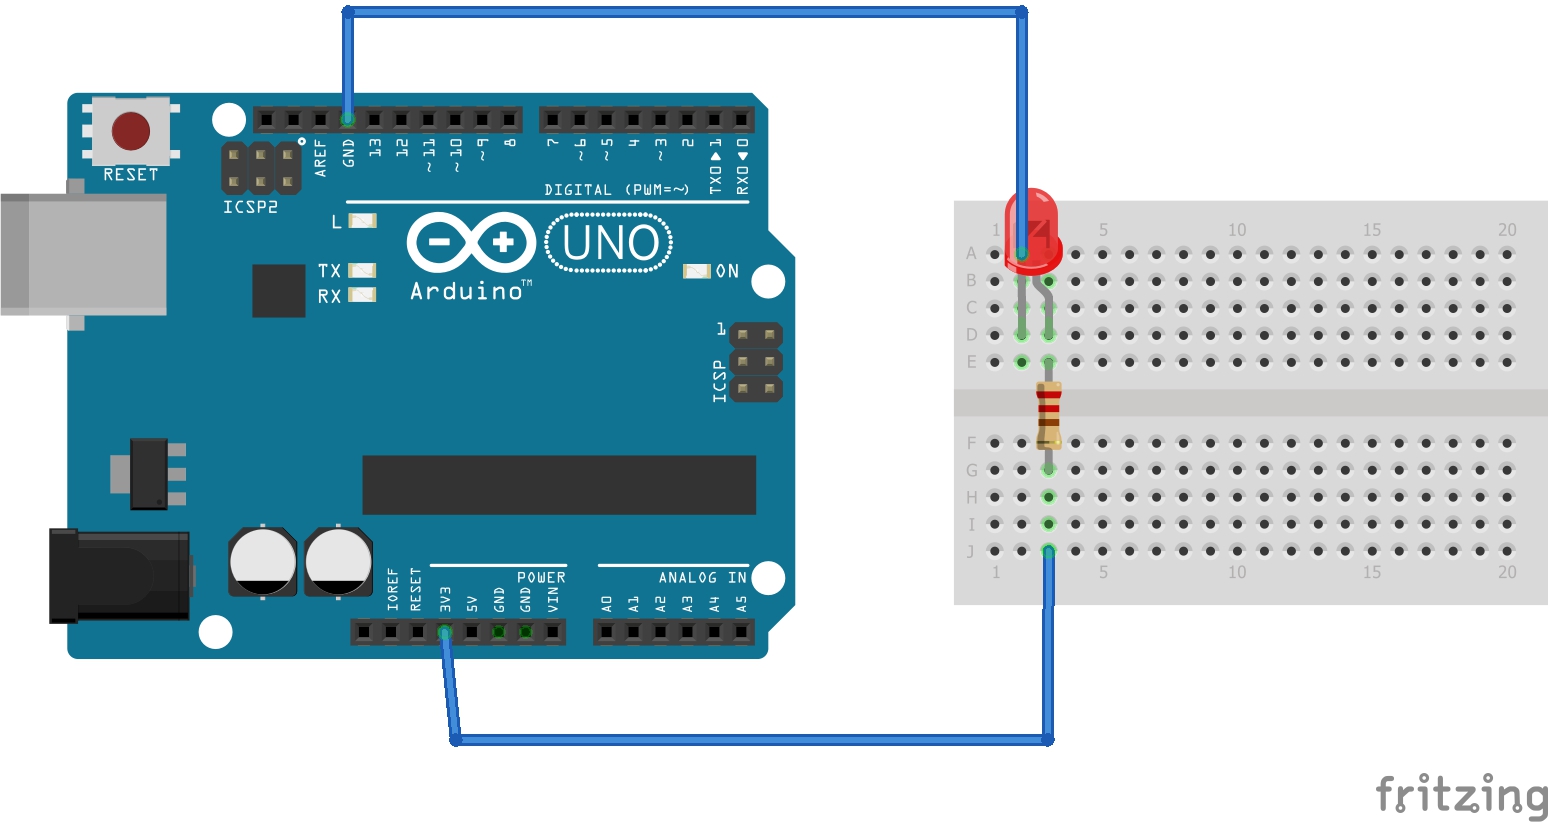 RESET
ICSP2
AREF
GND
13
12
~11
~10
~9
8
7
~6
~5
4
~3
2
TX0▶1
RX0◀0
DIGITAL (PWM=~)
L
TX
RX
UNO
Arduino™
ON
1
ICSP
POWER
ANALOG IN
IOREF
RESET
3V3
5V
GND
GND
VIN
A0
A1
A2
A3
A4
A5
1 5 10 15 20
A
B
C
D
E
F
G
H
I
J
1 5 10 15 20
fritzing